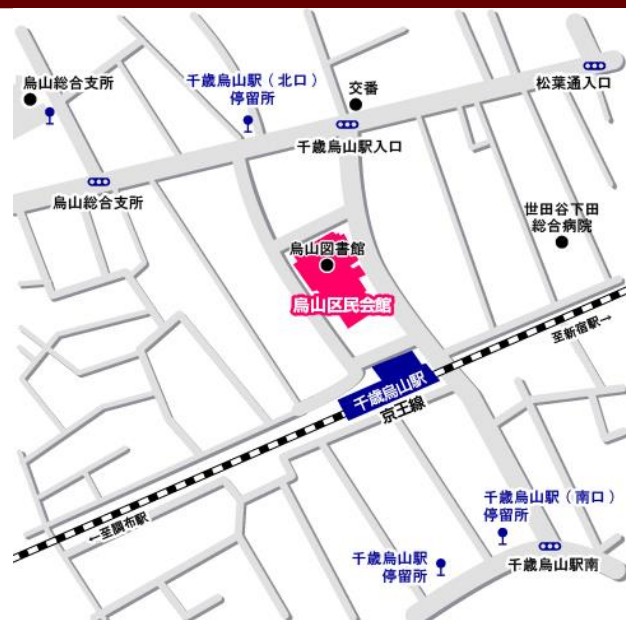 烏山総合支所
千歳烏山駅(北口)
停留所
交番
松葉通入口
千歳烏山駅入口
烏山総合支所
世田谷下田
総合病院
烏山図書館
烏山区民会館
至新宿駅→
千歳烏山駅
京王線
←至調布駅
千歳烏山駅(南口)
停留所
千歳烏山駅
停留所
千歳烏山駅南